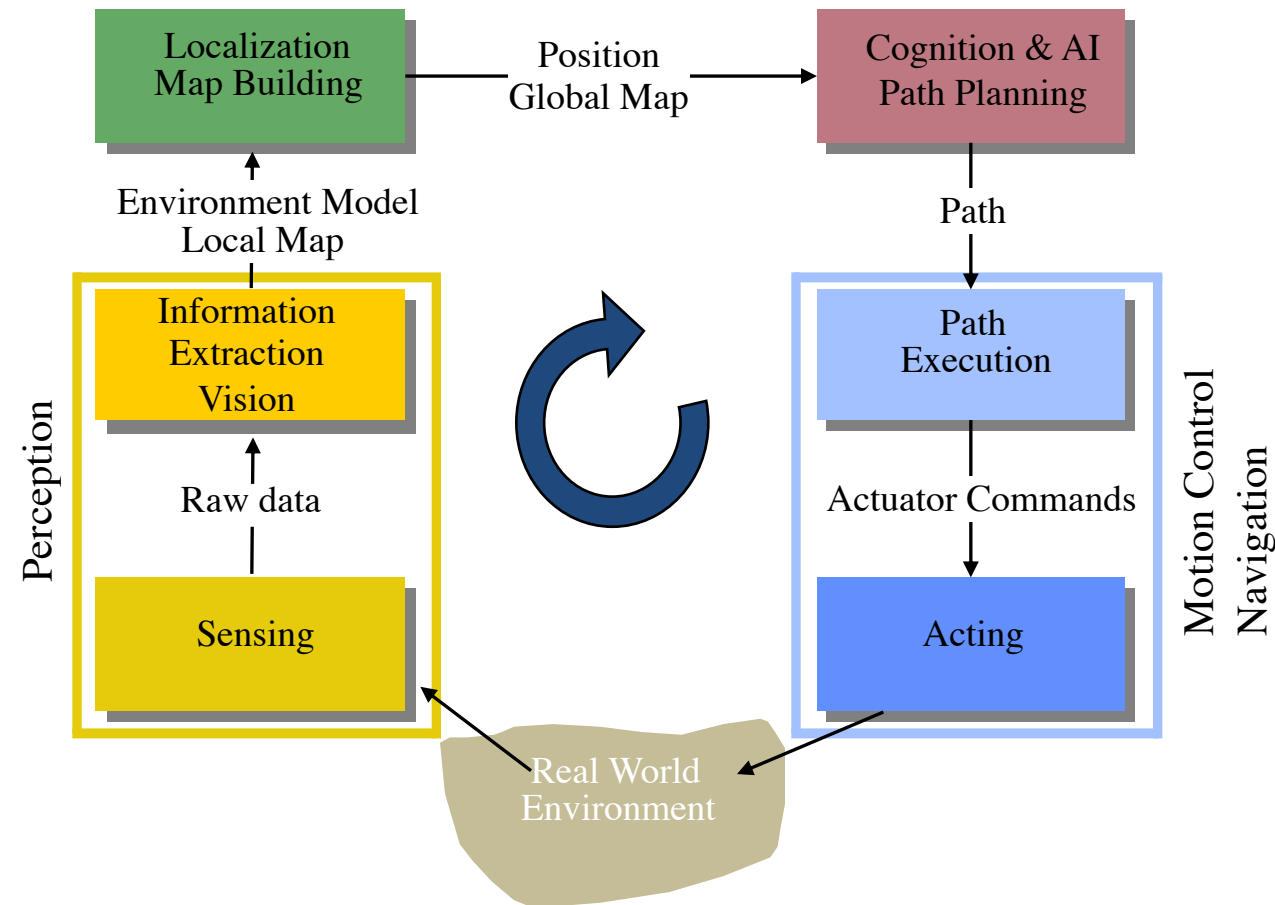 Localization
Map Building
Position
Global Map
Cognition & AI
Path Planning
Environment Model
Local Map
Path
Information
Extraction
Vision
Path
Execution
Perception
Raw data
Actuator Commands
Motion Control
Navigation
Sensing
Acting
Real World
Environment